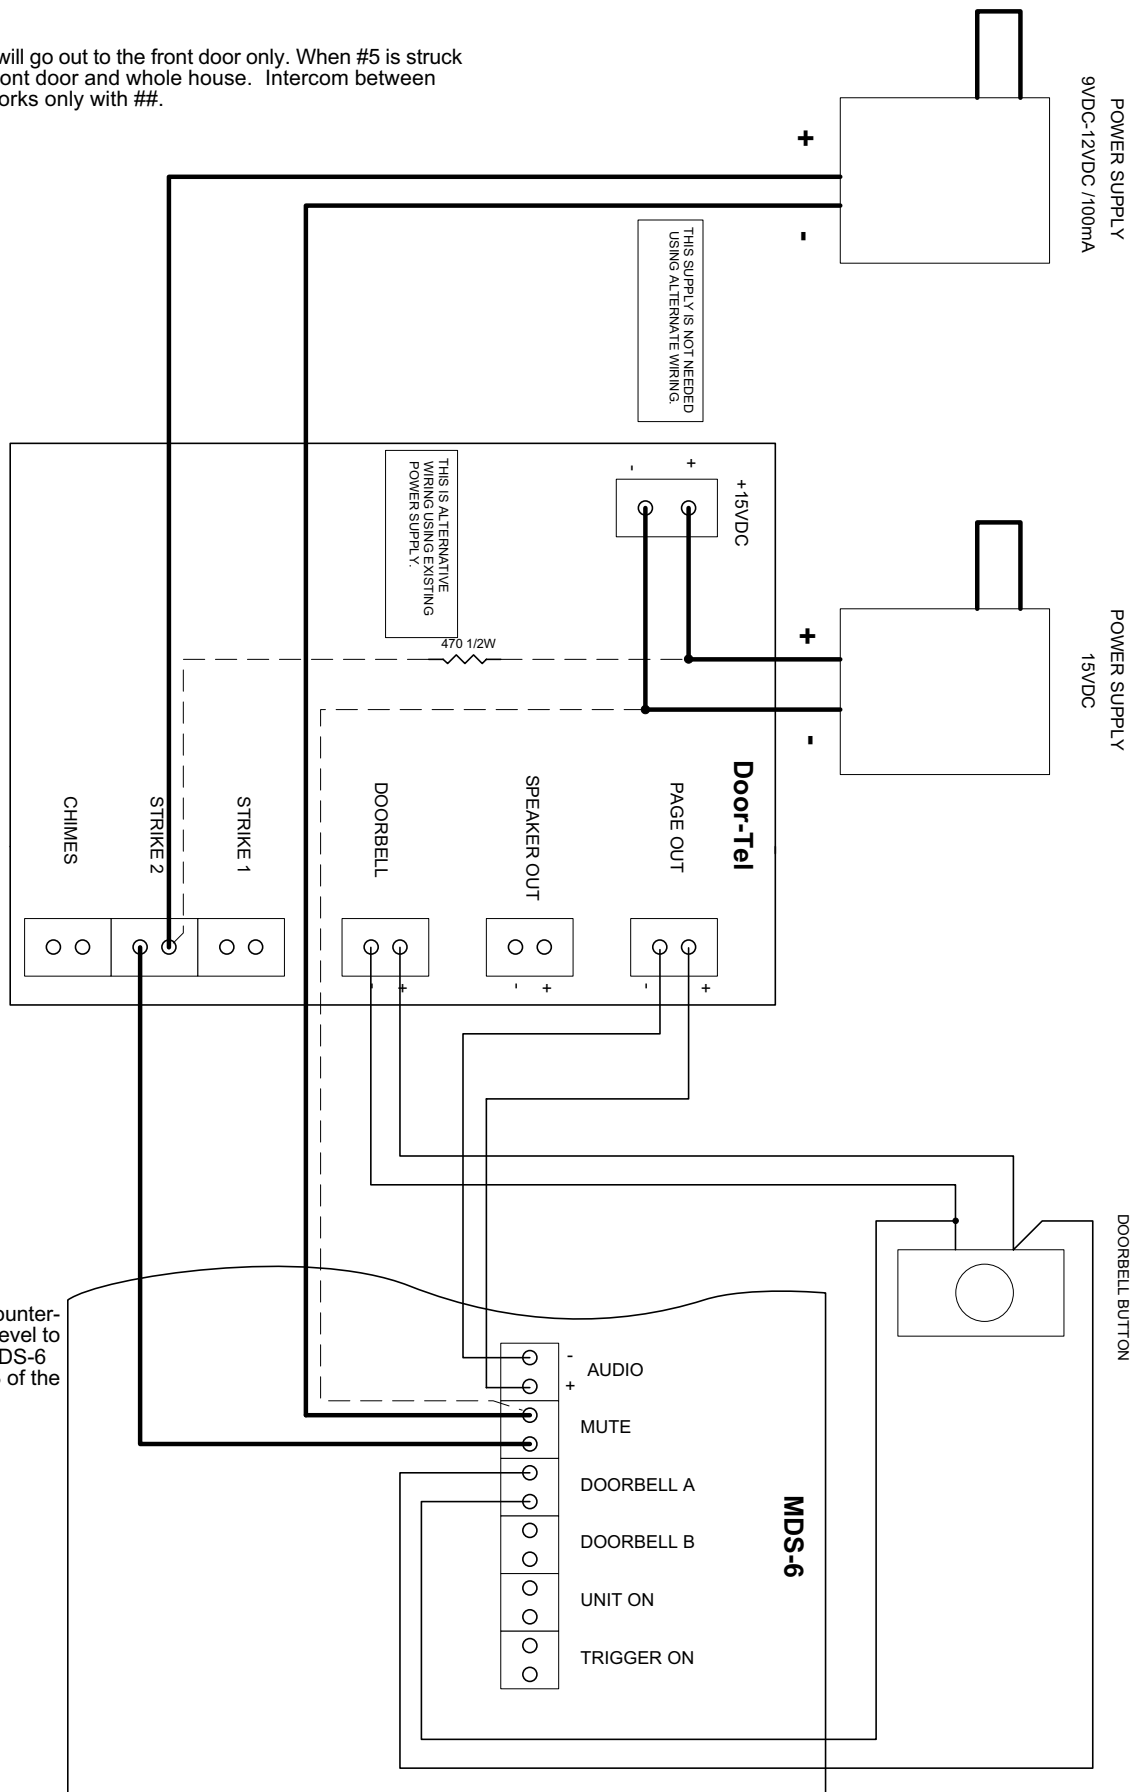 will go out to the front door only. When #5 is struck
ont door and whole house.  Intercom between
orks only with ##.
POWER SUPPLY
9VDC-12VDC /100mA
+
-
THIS SUPPLY IS NOT NEEDED
USING ALTERNATE WIRING.
POWER SUPPLY
15VDC
+
-
+15VDC
+
-
THIS IS ALTERNATIVE
WIRING USING EXISTING
POWER SUPPLY.
470 1/2W
Door-Tel
PAGE OUT
SPEAKER OUT
DOORBELL
STRIKE 1
STRIKE 2
CHIMES
- +
- +
- +
DOORBELL BUTTON
ounter-
evel to
DS-6
of the
-
AUDIO
+
MUTE
DOORBELL A
DOORBELL B
UNIT ON
TRIGGER ON
MDS-6